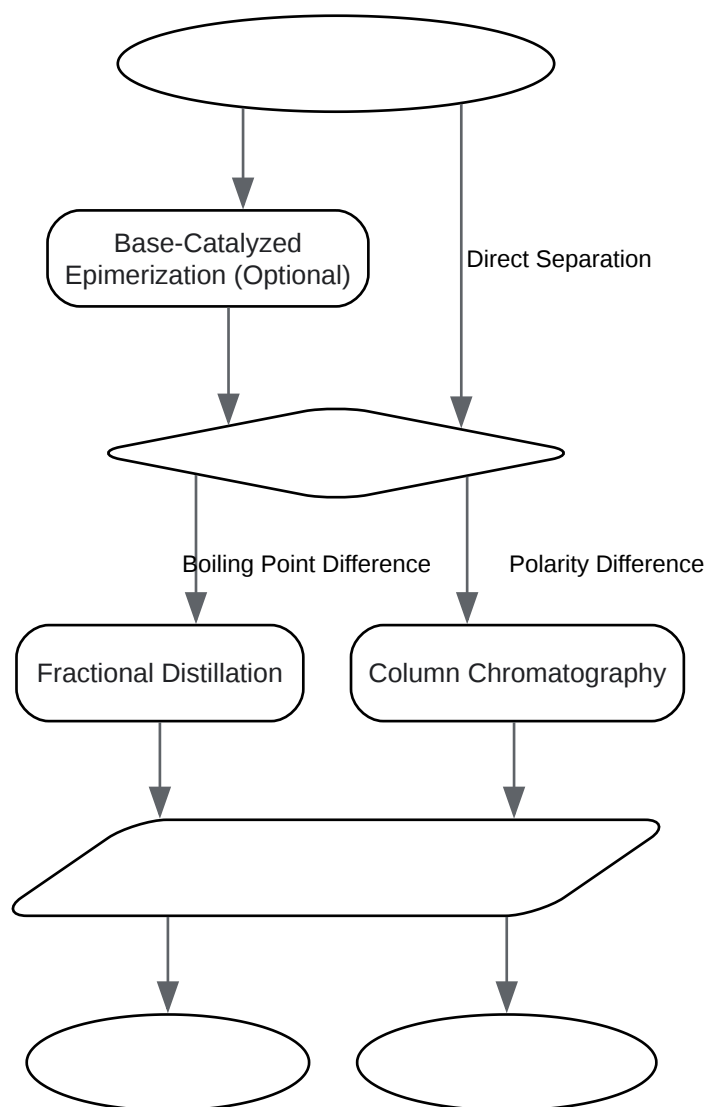 Base-Catalyzed
Epimerization (Optional)
Direct Separation
Boiling Point Difference
Polarity Difference
Fractional Distillation
Column Chromatography